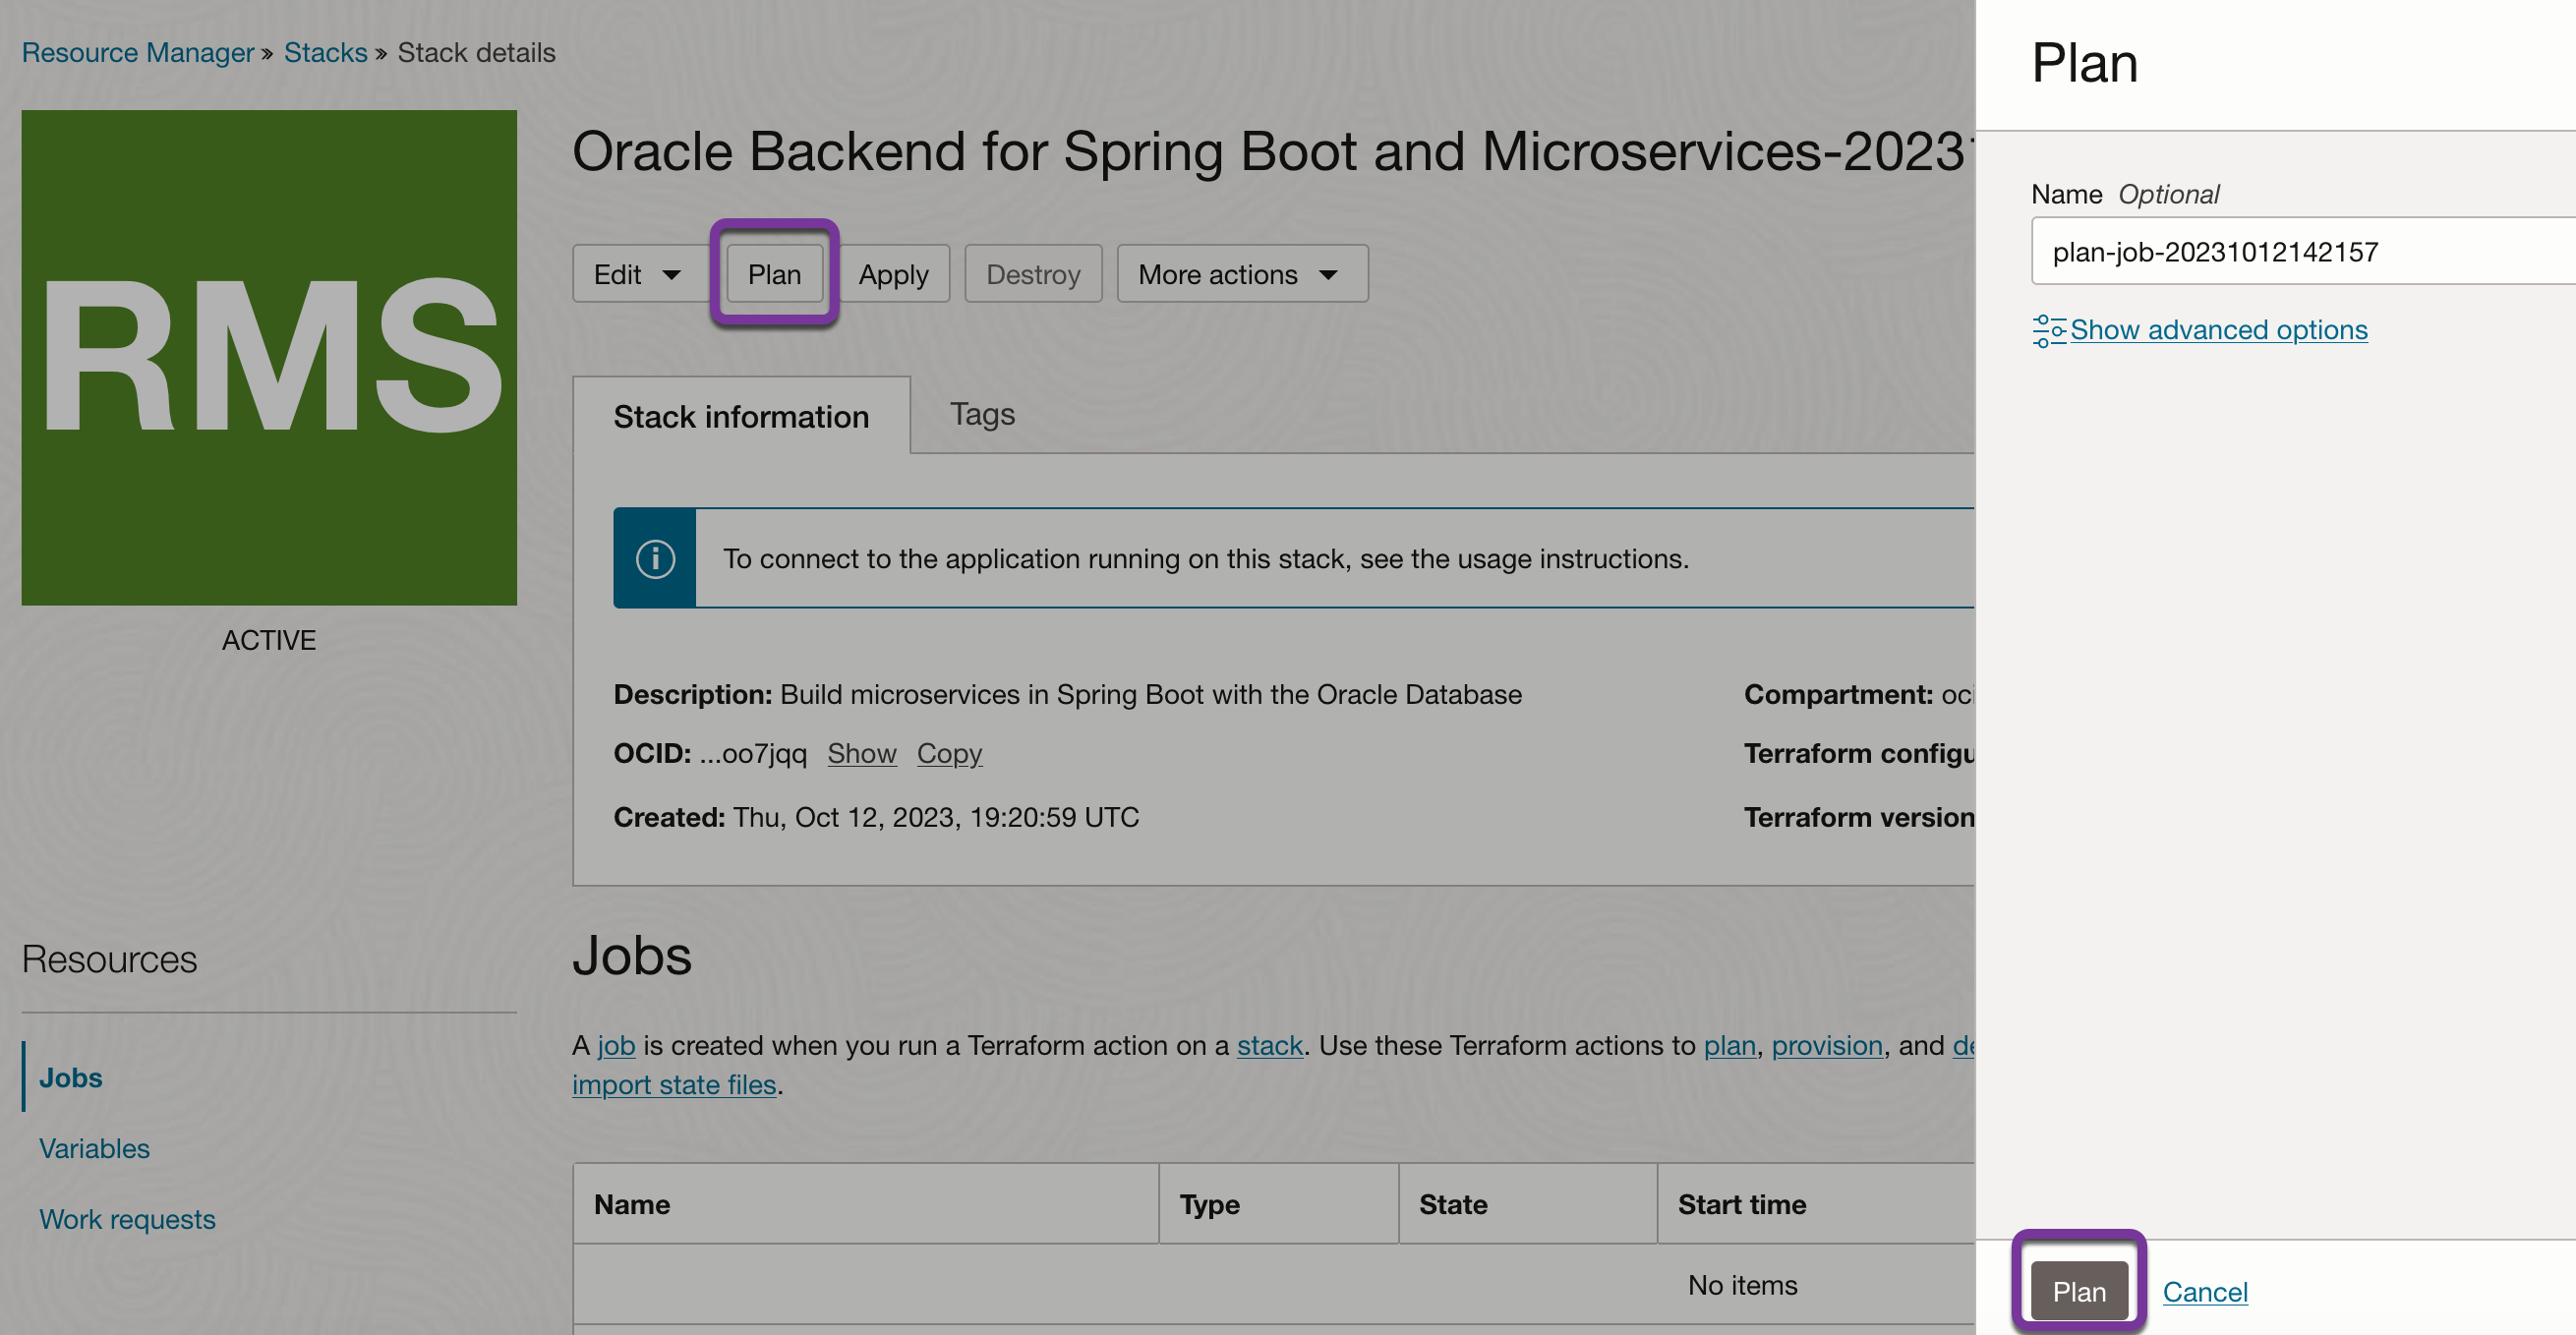 Resource Manager » Stacks » Stack details
RMS
ACTIVE
Oracle Backend for Spring Boot and Microservices-2023
Edit Plan Apply Destroy More actions
Stack information Tags
To connect to the application running on this stack, see the usage instructions.
Description: Build microservices in Spring Boot with the Oracle Database
OCID: ...oo7jqq Show Copy
Created: Thu, Oct 12, 2023, 19:20:59 UTC
Compartment: oci
Terraform configu
Terraform version
Resources
Jobs
Variables
Work requests
Jobs
A job is created when you run a Terraform action on a stack. Use these Terraform actions to plan, provision, and de
import state files.
Name Type State Start time
No items
Plan
Name Optional
plan-job-20231012142157
Show advanced options
Plan Cancel